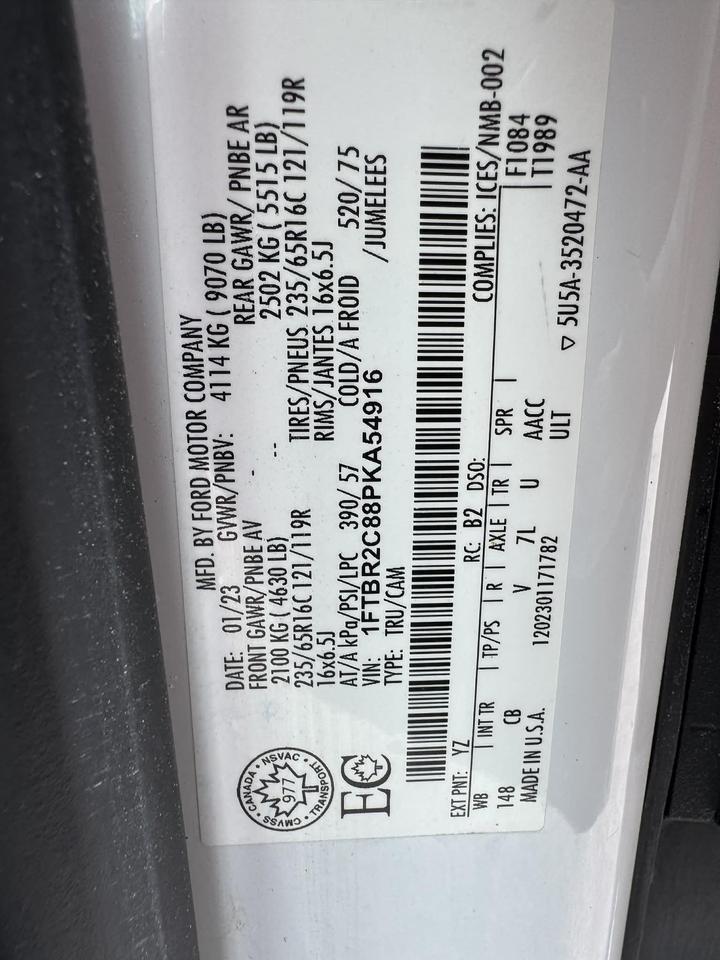 MFD. BY FORD MOTOR COMPANY
DATE: 01/23 GVWR/PNBV: 4114 KG ( 9070 LB)
FRONT GAWR/PNBE AV - REAR GAWR/ PNBE AR
2100 KG ( 4630 LB) -- 2502 KG ( 5515 LB)
235/65R16C 121/119R TIRES/PNEUS 235/65R16C 121/119R
16x6.5J RIMS/JANTES 16x6.5J
AT/A kPa/PSI/LPC 390/ 57 COLD/A FROID 520/ 75
VIN: 1FTBR2C88PKA54916 /JUMELEES
TYPE: TRU/CAM
CANADA • NSVAC • TRANSPORT • CMVSS •
977
EC
EXT PNT: YZ RC: B2 DSO: COMPLIES: ICES/NMB-002
WB | INT TR | TP/PS | R | AXLE | TR | SPR | F1084
148 CB V 7L U AACC | T1989
MADE IN U.S.A. 1202301171782 ULT
▽ 5U5A-3520472-AA